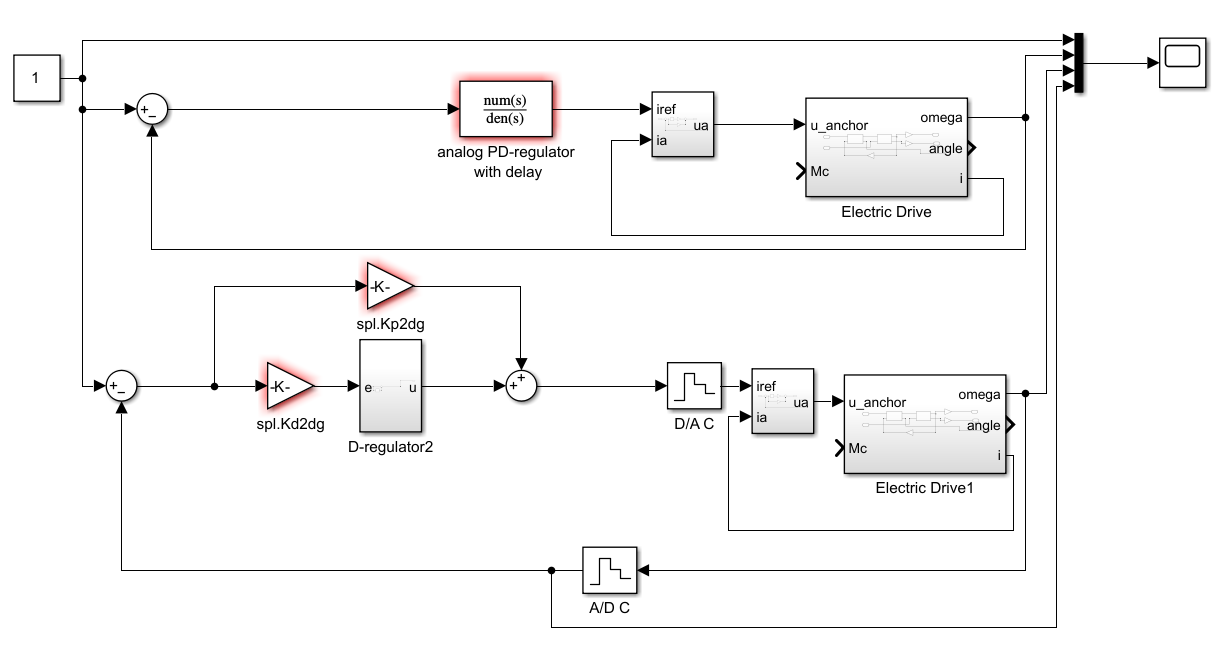 1
+
−
num(s)
den(s)
analog PD-regulator
with delay
iref
ia
ua
u_anchor
Mc
omega
angle
i
Electric Drive
-K-
spl.Kp2dg
+
−
-K-
spl.Kd2dg
e
u
D-regulator2
+
+
D/A C
iref
ia
ua
u_anchor
Mc
omega
angle
i
Electric Drive1
A/D C